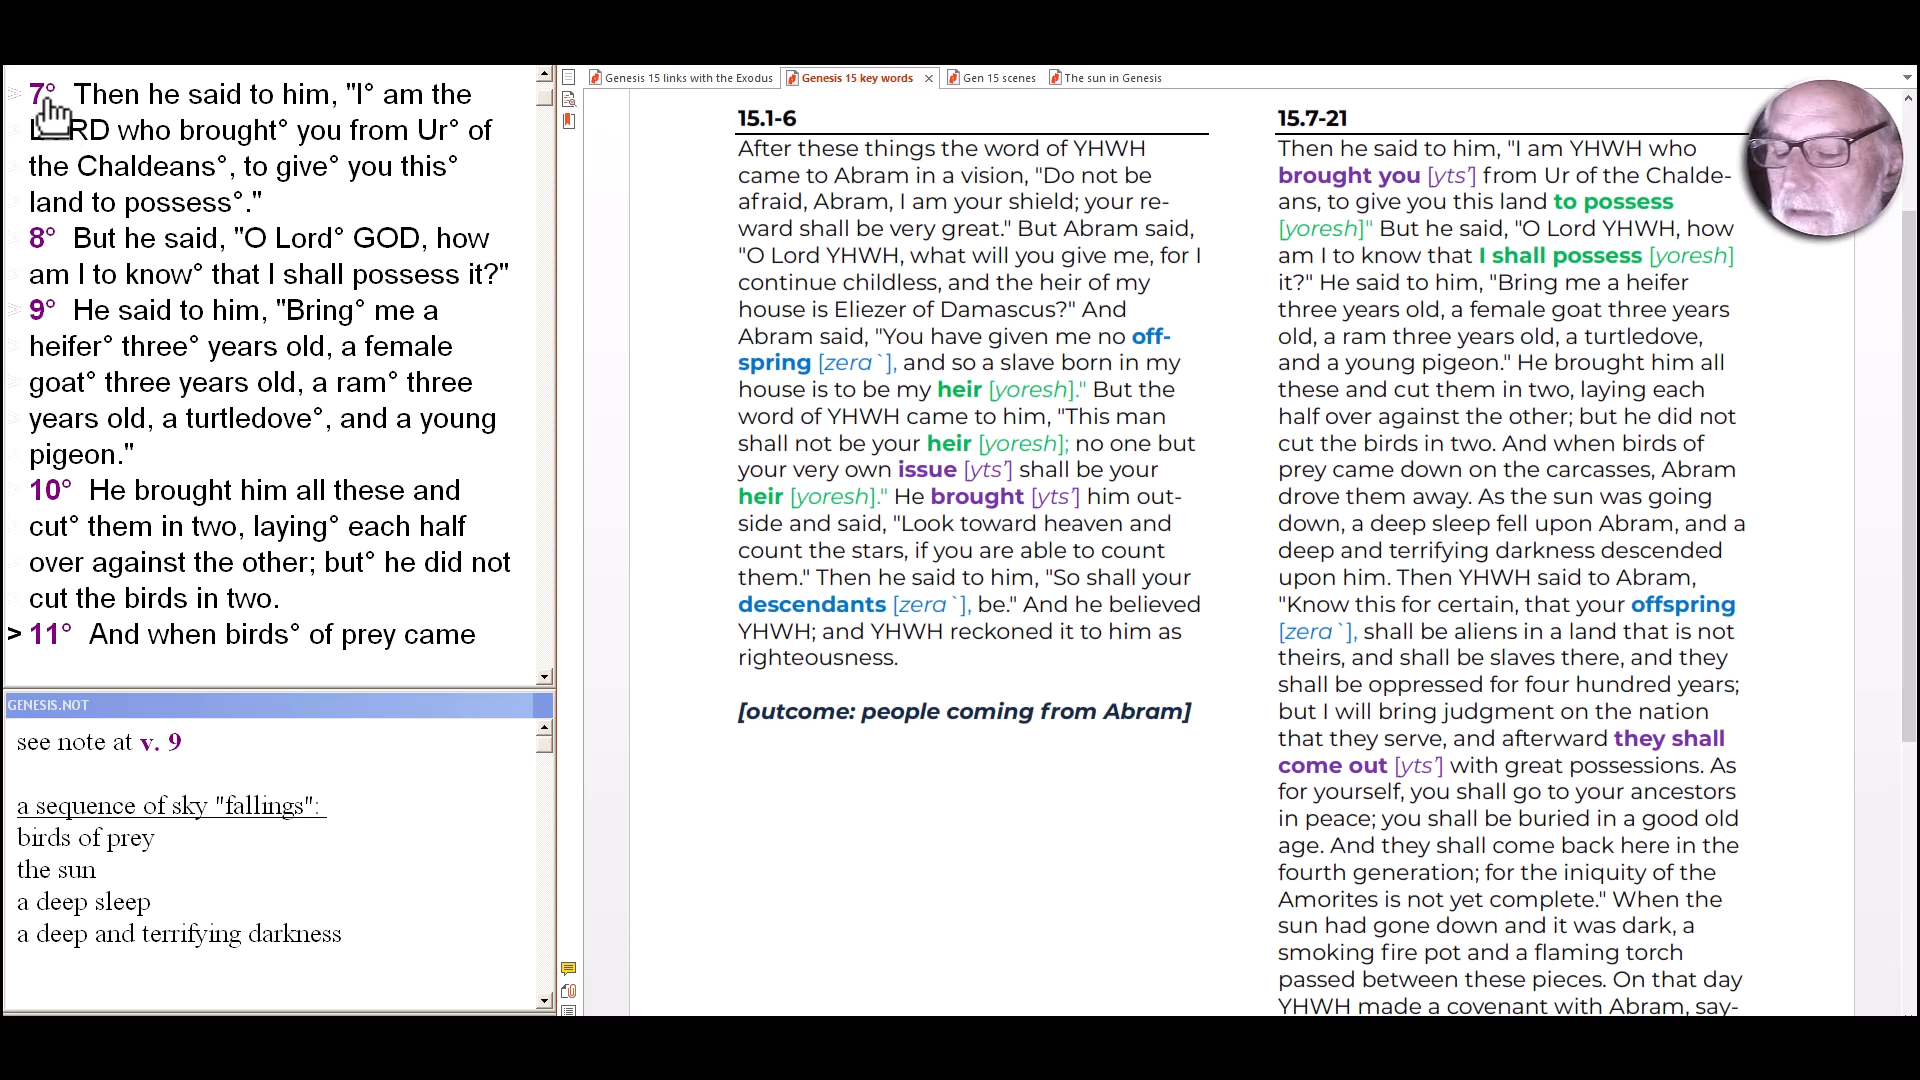 7° Then he said to him, "I° am the
RD who brought° you from Ur° of
the Chaldeans°, to give° you this°
land to possess°."
8° But he said, "O Lord° GOD, how
am I to know° that I shall possess it?"
9° He said to him, "Bring° me a
heifer° three° years old, a female
goat° three years old, a ram° three
years old, a turtledove°, and a young
pigeon."
10° He brought him all these and
cut° them in two, laying° each half
over against the other; but° he did not
cut the birds in two.
> 11° And when birds° of prey came
GENESIS.NOT
see note at v. 9
a sequence of sky "fallings":
birds of prey
the sun
a deep sleep
a deep and terrifying darkness
Genesis 15 links with the Exodus
Genesis 15 key words
Gen 15 scenes
The sun in Genesis
15.1-6
After these things the word of YHWH
came to Abram in a vision, "Do not be
afraid, Abram, I am your shield; your re-
ward shall be very great." But Abram said,
"O Lord YHWH, what will you give me, for I
continue childless, and the heir of my
house is Eliezer of Damascus?" And
Abram said, "You have given me no off-
spring [zera`], and so a slave born in my
house is to be my heir [yoresh]." But the
word of YHWH came to him, "This man
shall not be your heir [yoresh]; no one but
your very own issue [yts'] shall be your
heir [yoresh]." He brought [yts'] him out-
side and said, "Look toward heaven and
count the stars, if you are able to count
them." Then he said to him, "So shall your
descendants [zera`], be." And he believed
YHWH; and YHWH reckoned it to him as
righteousness.
[outcome: people coming from Abram]
15.7-21
Then he said to him, "I am YHWH who
brought you [yts'] from Ur of the Chalde-
ans, to give you this land to possess
[yoresh]" But he said, "O Lord YHWH, how
am I to know that I shall possess [yoresh]
it?" He said to him, "Bring me a heifer
three years old, a female goat three years
old, a ram three years old, a turtledove,
and a young pigeon." He brought him all
these and cut them in two, laying each
half over against the other; but he did not
cut the birds in two. And when birds of
prey came down on the carcasses, Abram
drove them away. As the sun was going
down, a deep sleep fell upon Abram, and a
deep and terrifying darkness descended
upon him. Then YHWH said to Abram,
"Know this for certain, that your offspring
[zera`], shall be aliens in a land that is not
theirs, and shall be slaves there, and they
shall be oppressed for four hundred years;
but I will bring judgment on the nation
that they serve, and afterward they shall
come out [yts'] with great possessions. As
for yourself, you shall go to your ancestors
in peace; you shall be buried in a good old
age. And they shall come back here in the
fourth generation; for the iniquity of the
Amorites is not yet complete." When the
sun had gone down and it was dark, a
smoking fire pot and a flaming torch
passed between these pieces. On that day
YHWH made a covenant with Abram, say-